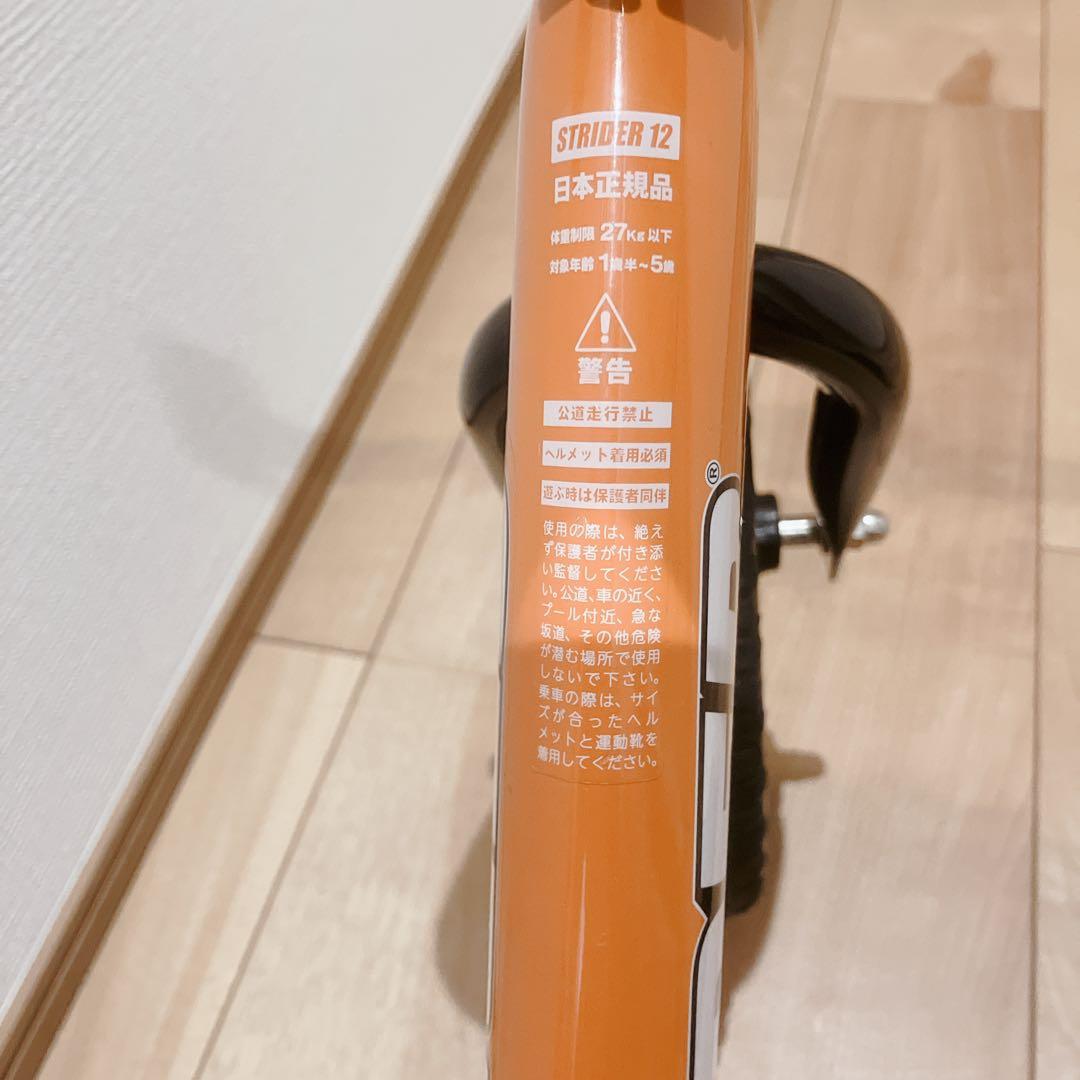 STRIDER 12
日本正規品
体重制限 27Kg 以下
対象年齢 1歳半~5歳
警告
公道走行禁止
ヘルメット着用必須
遊ぶ時は保護者同伴
使用の際は、絶え
ず保護者が付き添
い監督してくださ
い。公道、車の近く、
プール付近、急な
坂道、その他危険
が潜む場所で使用
しないで下さい。
乗車の際は、サイ
ズが合ったヘル
メットと運動靴を
着用してください。
®